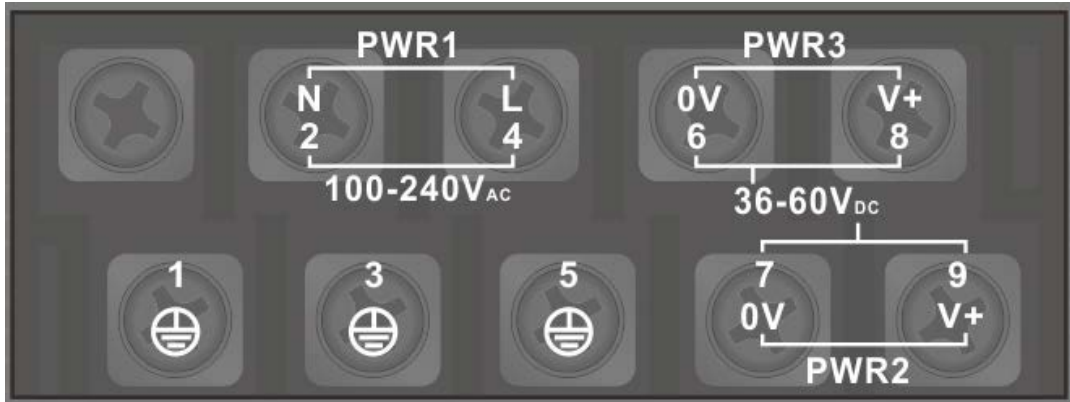 PWR1 PWR3
N L 0V V+
2 4 6 8
100-240VAC 36-60VDC
1 3 5 7 9
0V V+
PWR2